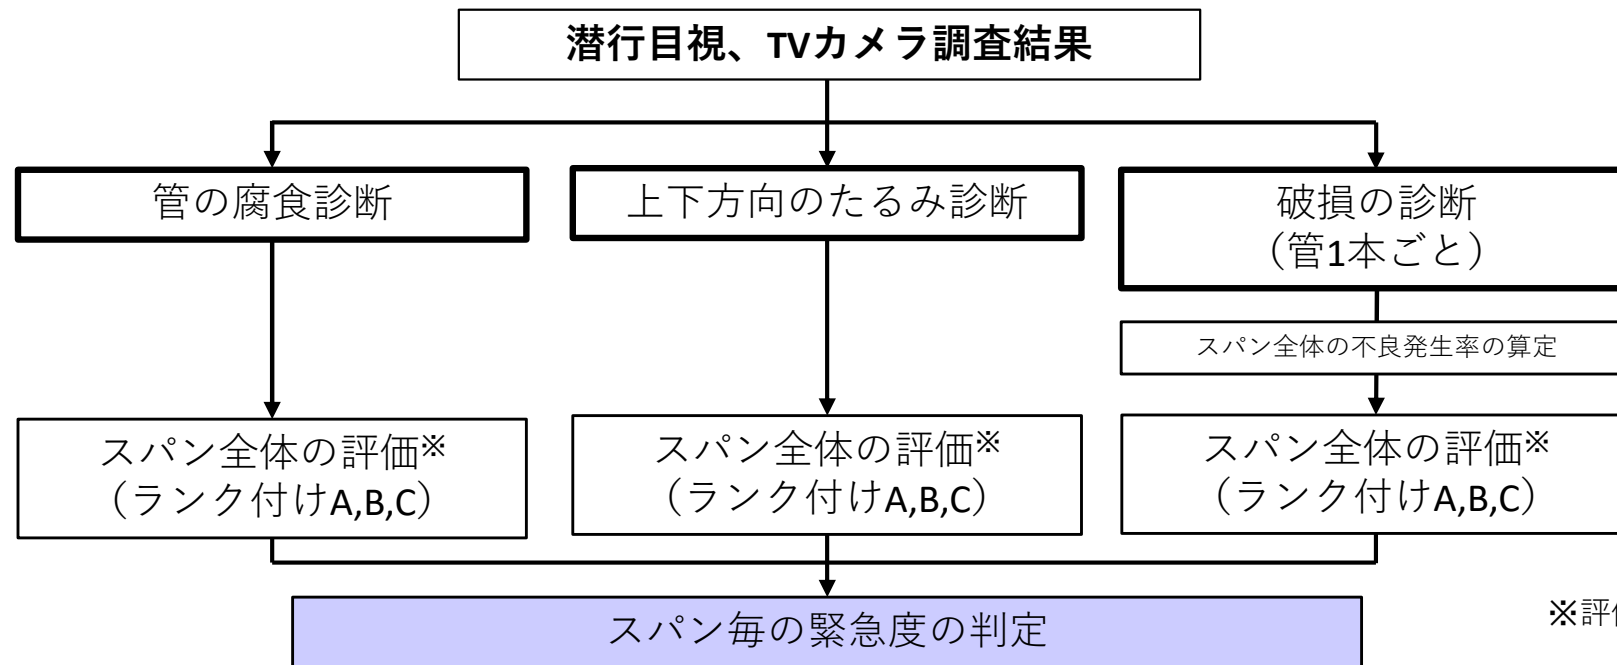 潜行目視、TVカメラ調査結果
管の腐食診断
上下方向のたるみ診断
破損の診断
（管1本ごと）
スパン全体の不良発生率の算定
スパン全体の評価※
（ランク付けA,B,C）
スパン全体の評価※
（ランク付けA,B,C）
スパン全体の評価※
（ランク付けA,B,C）
スパン毎の緊急度の判定
※評価